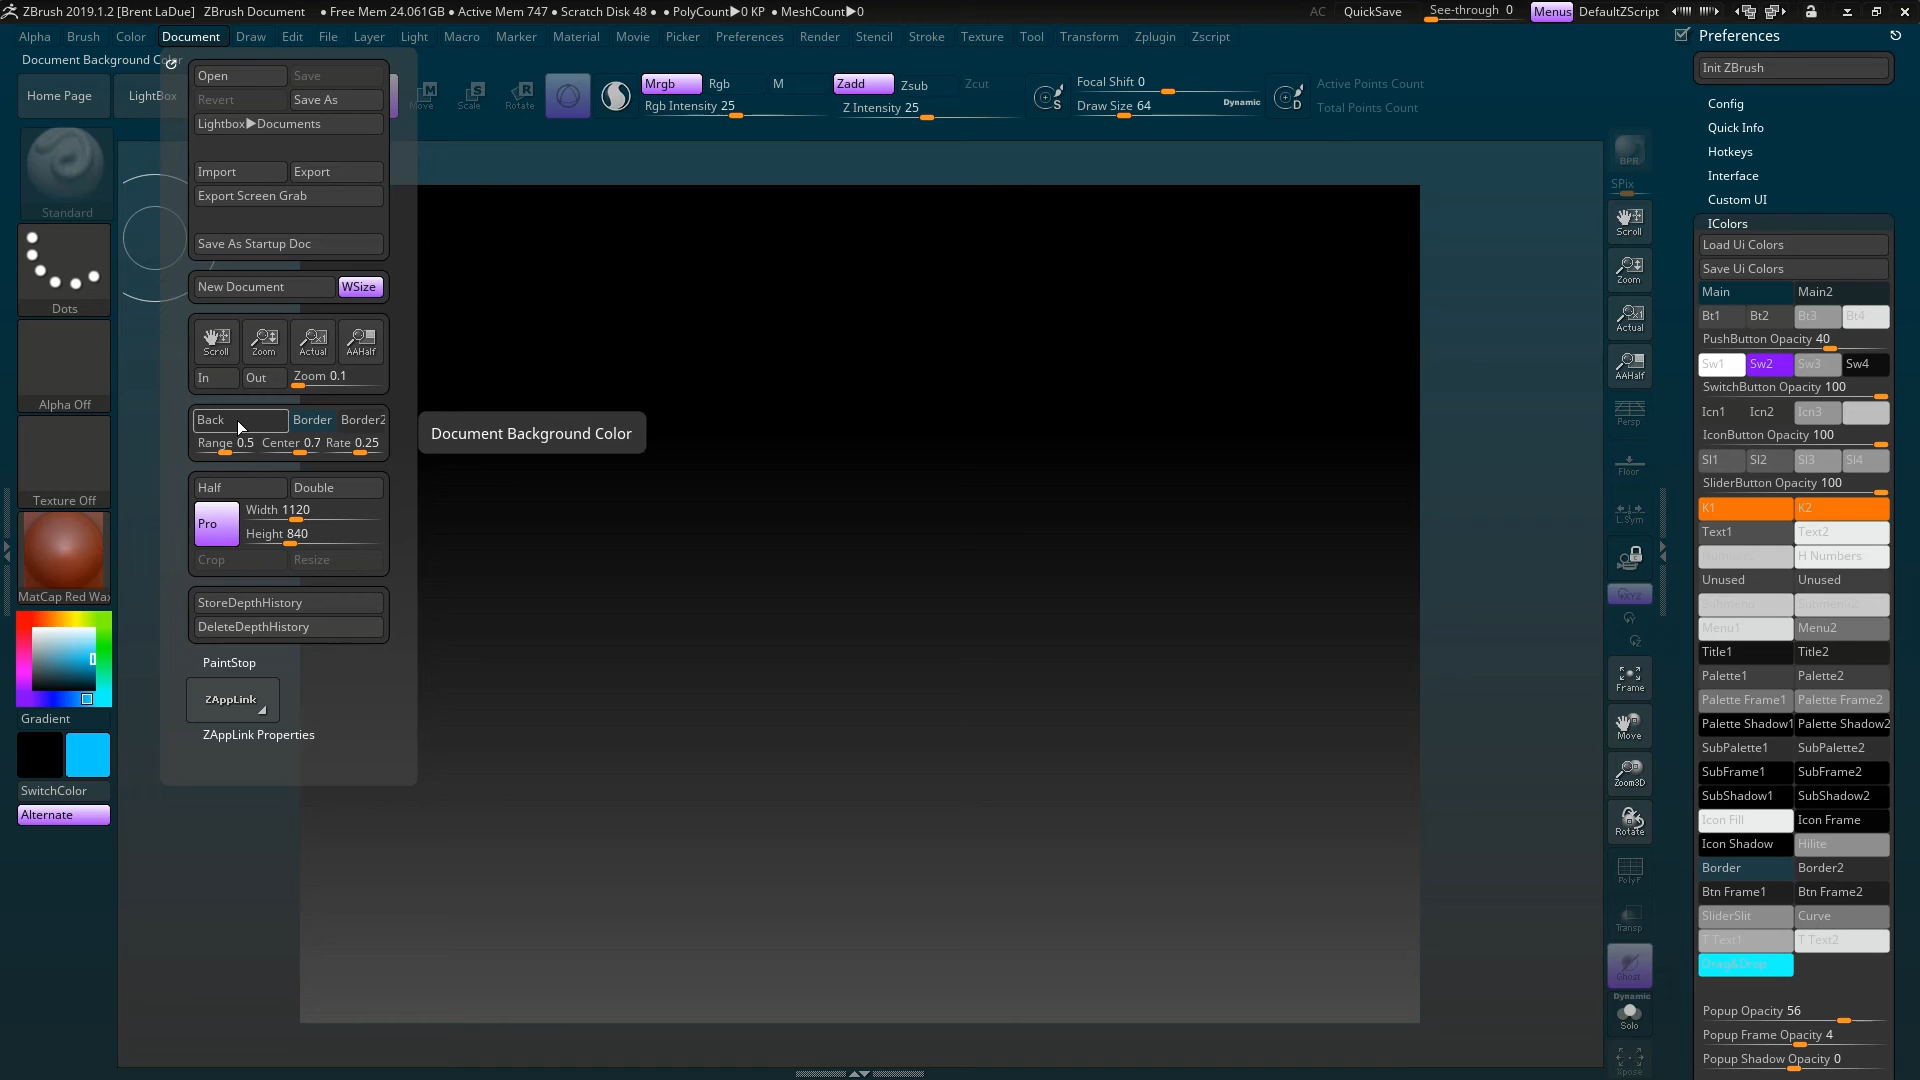 ZBrush 2019.1.2 [Brent LaDue] ZBrush Document • Free Mem 24.061GB • Active Mem 747 • Scratch Disk 48 • PolyCount▶0 KP • MeshCount▶0 AC QuickSave See-through 0 Menus DefaultZScript
Alpha Brush Color Document Draw Edit File Layer Light Macro Marker Material Movie Picker Preferences Render Stencil Stroke Texture Tool Transform Zplugin Zscript
Document Background Color
Home Page LightBox
Move Scale Rotate
Mrgb Rgb M
Rgb Intensity 25
Zadd Zsub Zcut
Z Intensity 25
S
Focal Shift 0
Draw Size 64 Dynamic
D
Active Points Count
Total Points Count
Standard
Dots
Alpha Off
Texture Off
MatCap Red Wax
Gradient
SwitchColor
Alternate
Open Save
Revert Save As
Lightbox▶Documents
Import Export
Export Screen Grab
Save As Startup Doc
New Document WSize
Scroll Zoom Actual AAHalf
In Out Zoom 0.1
Back Border Border2
Range 0.5 Center 0.7 Rate 0.25
Half Double
Pro Width 1120
Height 840
Crop Resize
StoreDepthHistory
DeleteDepthHistory
PaintStop
ZAppLink
ZAppLink Properties
Document Background Color
BPR
SPix
Scroll
Zoom
Actual
AAHalf
Persp
Floor
L.Sym
XYZ
Frame
Move
Zoom3D
Rotate
PolyF
Transp
Ghost
Dynamic
Solo
Xpose
Preferences
Init ZBrush
Config
Quick Info
Hotkeys
Interface
Custom UI
IColors
Load Ui Colors
Save Ui Colors
Main Main2
Bt1 Bt2 Bt3 Bt4
PushButton Opacity 40
Sw1 Sw2 Sw3 Sw4
SwitchButton Opacity 100
Icn1 Icn2 Icn3
IconButton Opacity 100
Sl1 Sl2 Sl3 Sl4
SliderButton Opacity 100
K1 K2
Text1 Text2
H Numbers
Unused Unused
Submenu Submenu2
Menu1 Menu2
Title1 Title2
Palette1 Palette2
Palette Frame1 Palette Frame2
Palette Shadow1 Palette Shadow2
SubPalette1 SubPalette2
SubFrame1 SubFrame2
SubShadow1 SubShadow2
Icon Fill Icon Frame
Icon Shadow Hilite
Border Border2
Btn Frame1 Btn Frame2
SliderSlit Curve
T Text1 T Text2
Drag&Drop
Popup Opacity 56
Popup Frame Opacity 4
Popup Shadow Opacity 0